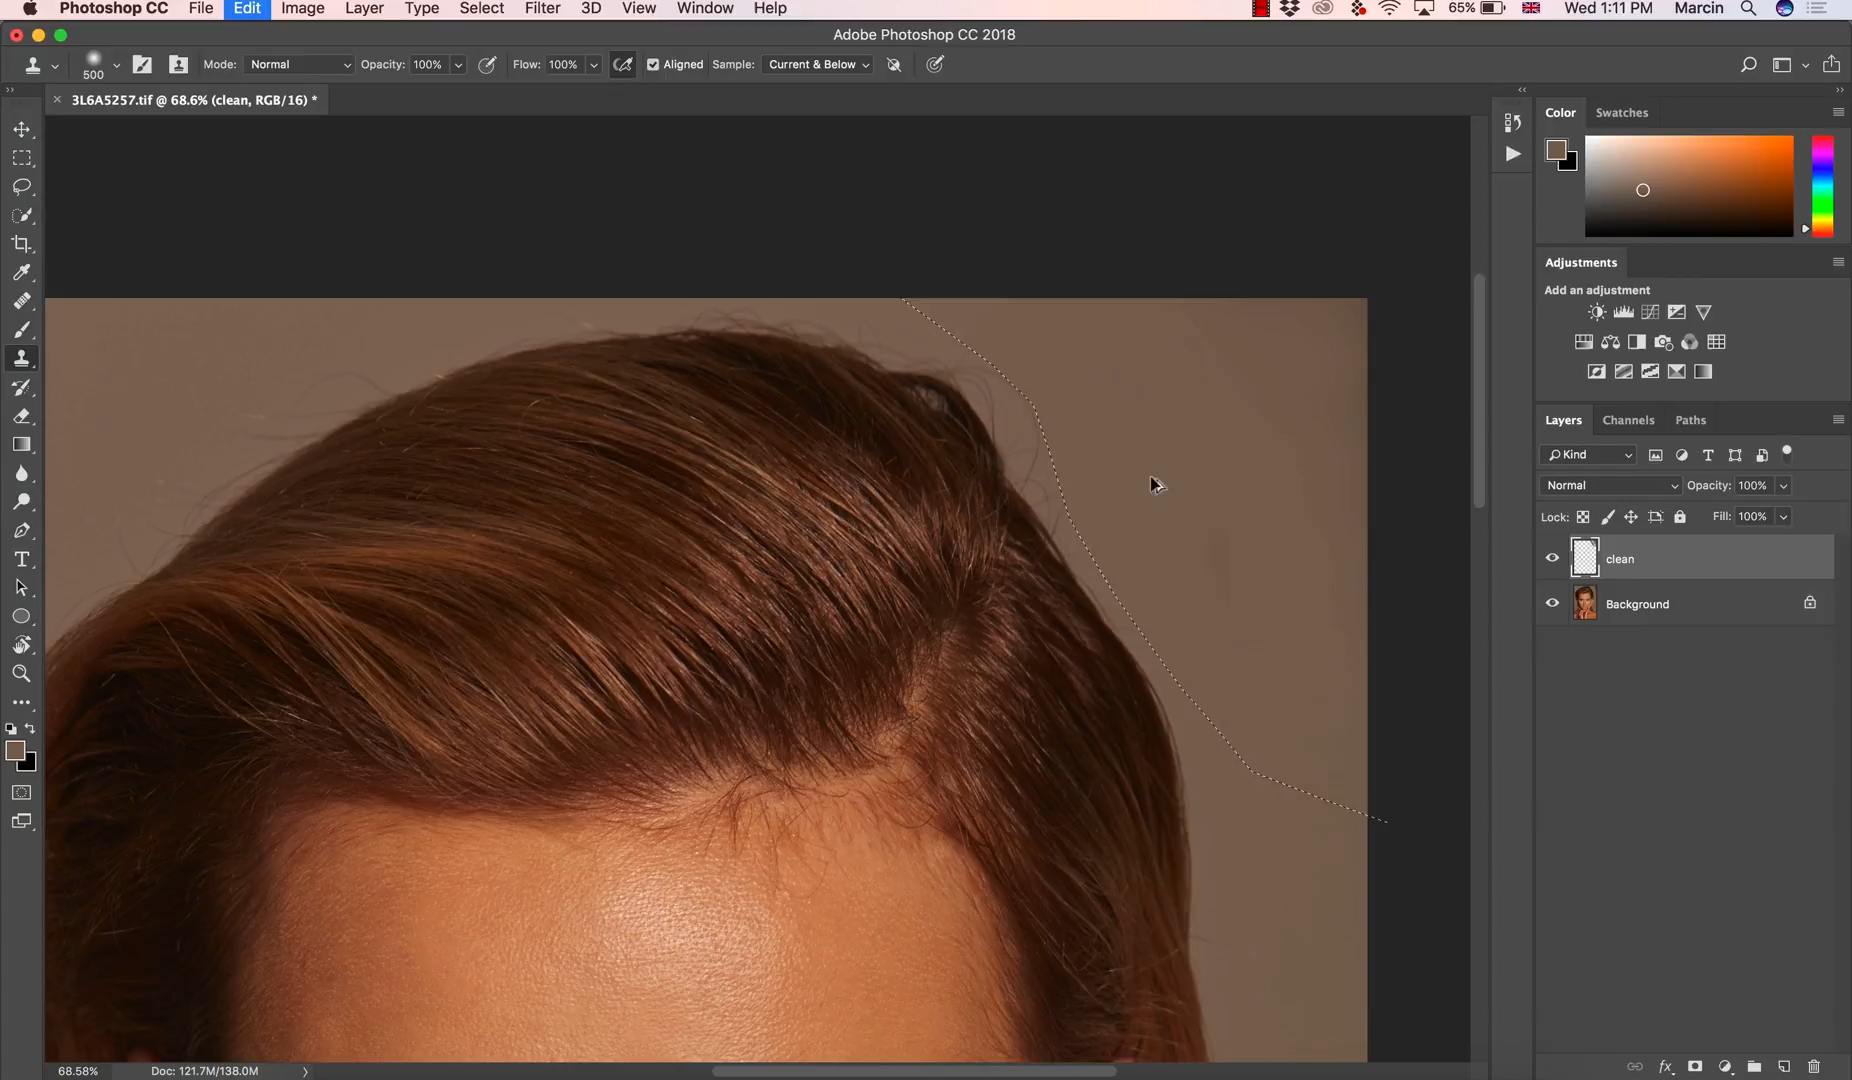 Photoshop CC File Edit Image Layer Type Select Filter 3D View Window Help 65% Wed 1:11 PM Marcin
Adobe Photoshop CC 2018
500 Mode: Normal Opacity: 100% Flow: 100% Aligned Sample: Current & Below
3L6A5257.tif @ 68.6% (clean, RGB/16) *
Color Swatches
Adjustments
Add an adjustment
Layers Channels Paths
Kind
Normal Opacity: 100%
Lock: Fill: 100%
clean
Background
68.58% Doc: 121.7M/138.0M